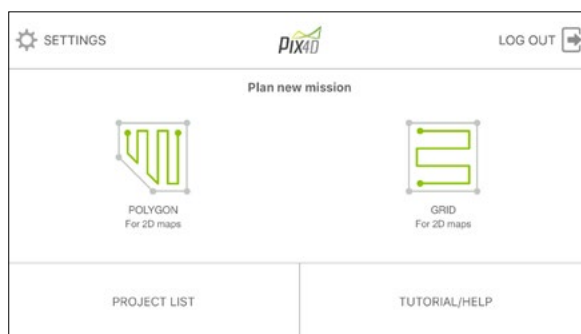 SETTINGS
PIX4D
LOG OUT
Plan new mission
POLYGON
For 2D maps
GRID
For 2D maps
PROJECT LIST
TUTORIAL/HELP